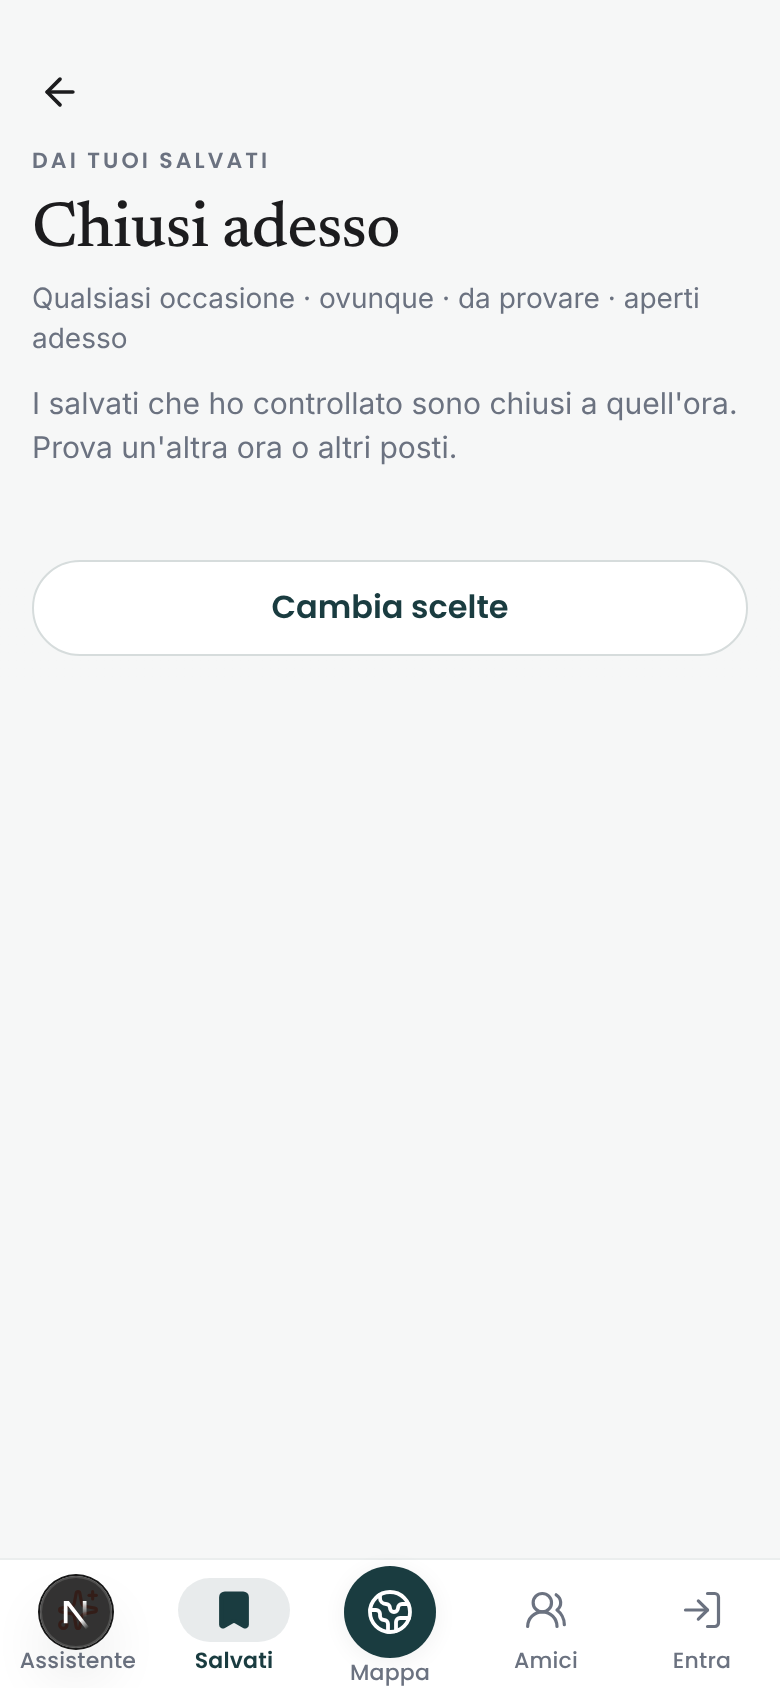 DAI TUOI SALVATI
Chiusi adesso
Qualsiasi occasione · ovunque · da provare · aperti
adesso
I salvati che ho controllato sono chiusi a quell'ora.
Prova un'altra ora o altri posti.
Cambia scelte
N
Assistente
Salvati
Mappa
Amici
Entra